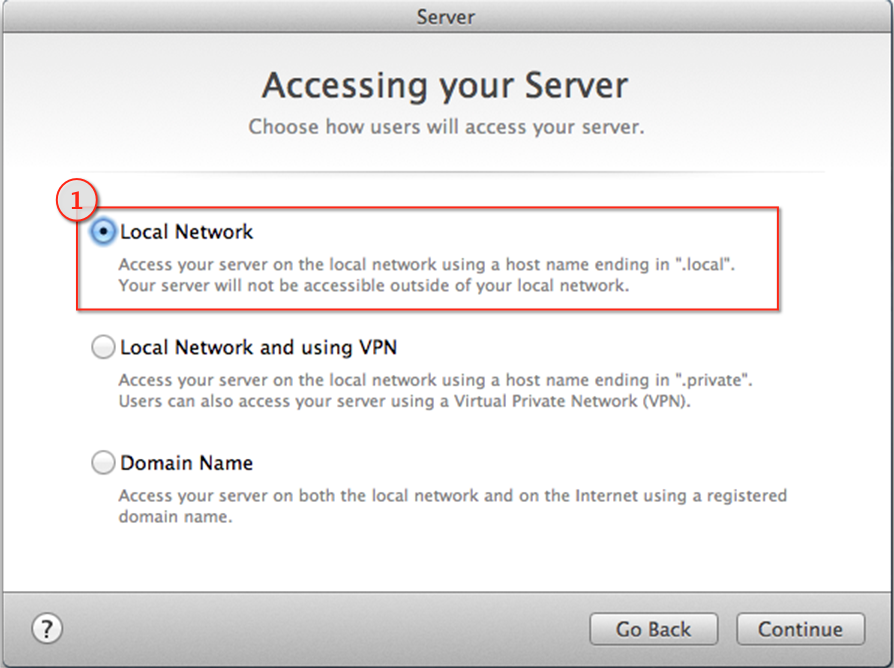 Server
Accessing your Server
Choose how users will access your server.
1
Local Network
Access your server on the local network using a host name ending in ".local".
Your server will not be accessible outside of your local network.
Local Network and using VPN
Access your server on the local network using a host name ending in ".private".
Users can also access your server using a Virtual Private Network (VPN).
Domain Name
Access your server on both the local network and on the Internet using a registered
domain name.
?
Go Back
Continue